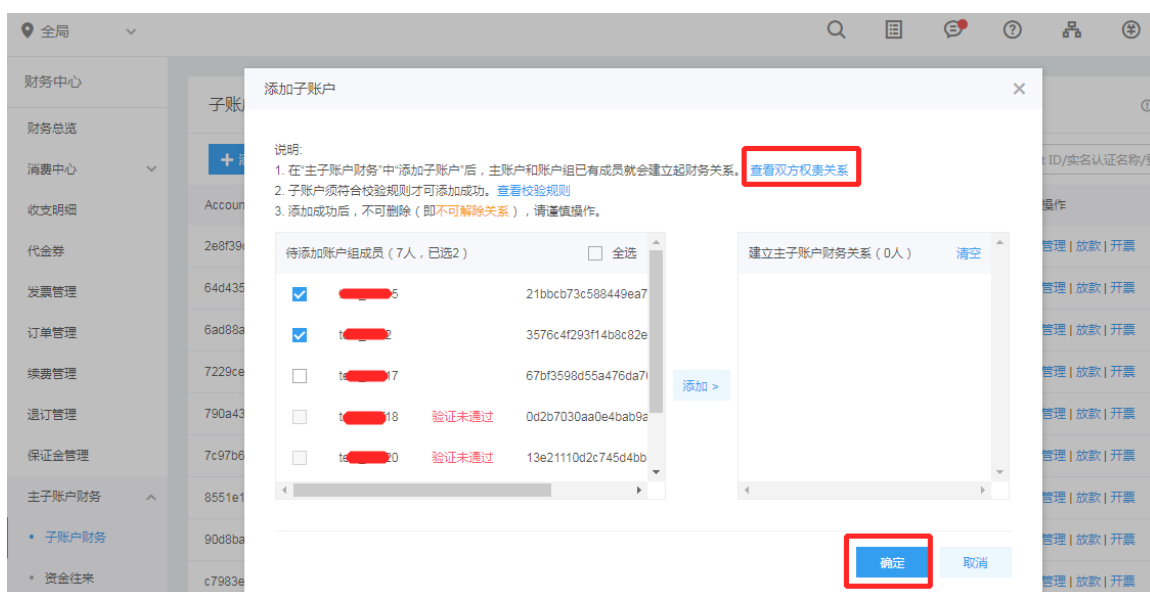 全局
财务中心
财务总览
消费中心
收支明细
代金券
发票管理
订单管理
续费管理
退订管理
保证金管理
主子账户财务
• 子账户财务
• 资金往来
子账
Accoun
2e8f39
64d435
6ad88a
7229ce
790a43
7c97b6
8551e1
90d8ba
c7983e
添加子账户
说明:
1. 在“主子账户财务”中“添加子账户”后，主账户和账户组已有成员就会建立起财务关系。 查看双方权责关系
2. 子账户须符合校验规则才可添加成功。查看校验规则
3. 添加成功后，不可删除（即不可解除关系），请谨慎操作。
待添加账户组成员（7人，已选2） 全选
5 21bbcb73c588449ea7
2 3576c4f293f14b8c82e
17 67bf3598d55a476da7
18 验证未通过 0d2b7030aa0e4bab9a
20 验证未通过 13e21110d2c745d4bb
添加 >
建立主子账户财务关系（0人） 清空
确定 取消
ID/实名认证名称/
操作
管理 | 放款 | 开票
管理 | 放款 | 开票
管理 | 放款 | 开票
管理 | 放款 | 开票
管理 | 放款 | 开票
管理 | 放款 | 开票
管理 | 放款 | 开票
管理 | 放款 | 开票
管理 | 放款 | 开票